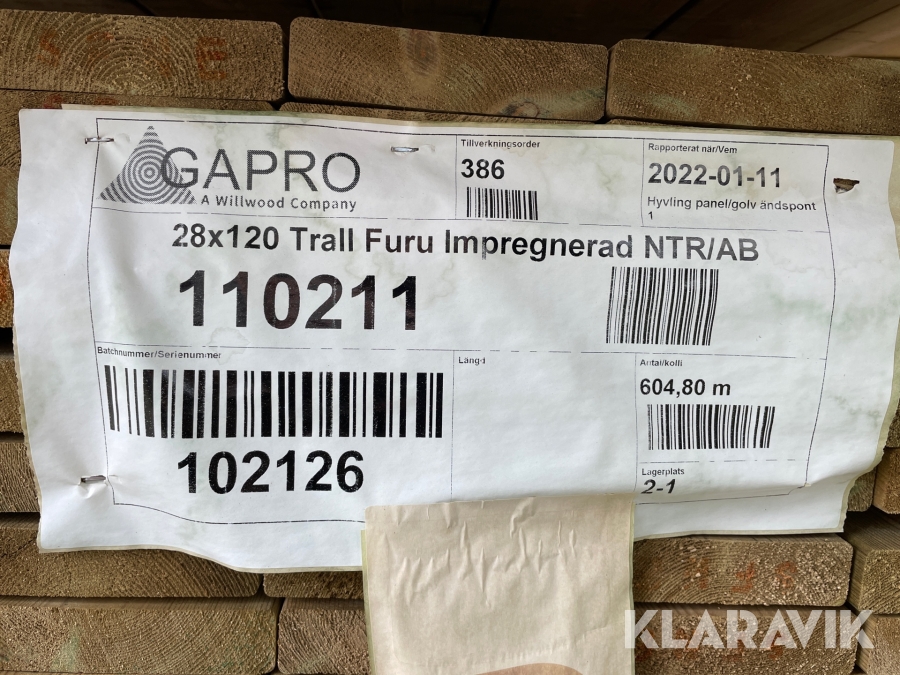 GAPRO
A Willwood Company
Tillverkningsorder
386
Rapporterat när/Vem
2022-01-11
Hyvling panel/golv ändspont
1
28x120 Trall Furu Impregnerad NTR/AB
110211
Batchnummer/Serienummer
102126
Längd
Antal/kolli
604,80 m
Lagerplats
2-1
KLARAVIK